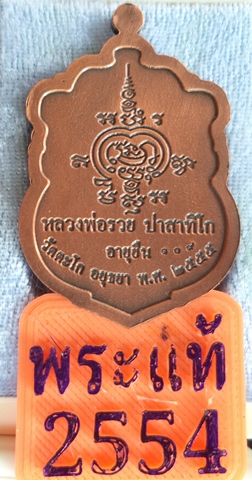 หลวงพ่อรวย ปาสาทิโก
อายุยืน ๑๐๕
วัดตะโก อยุธยา พ.ศ. ๒๕๕๔
พระแท้
2554